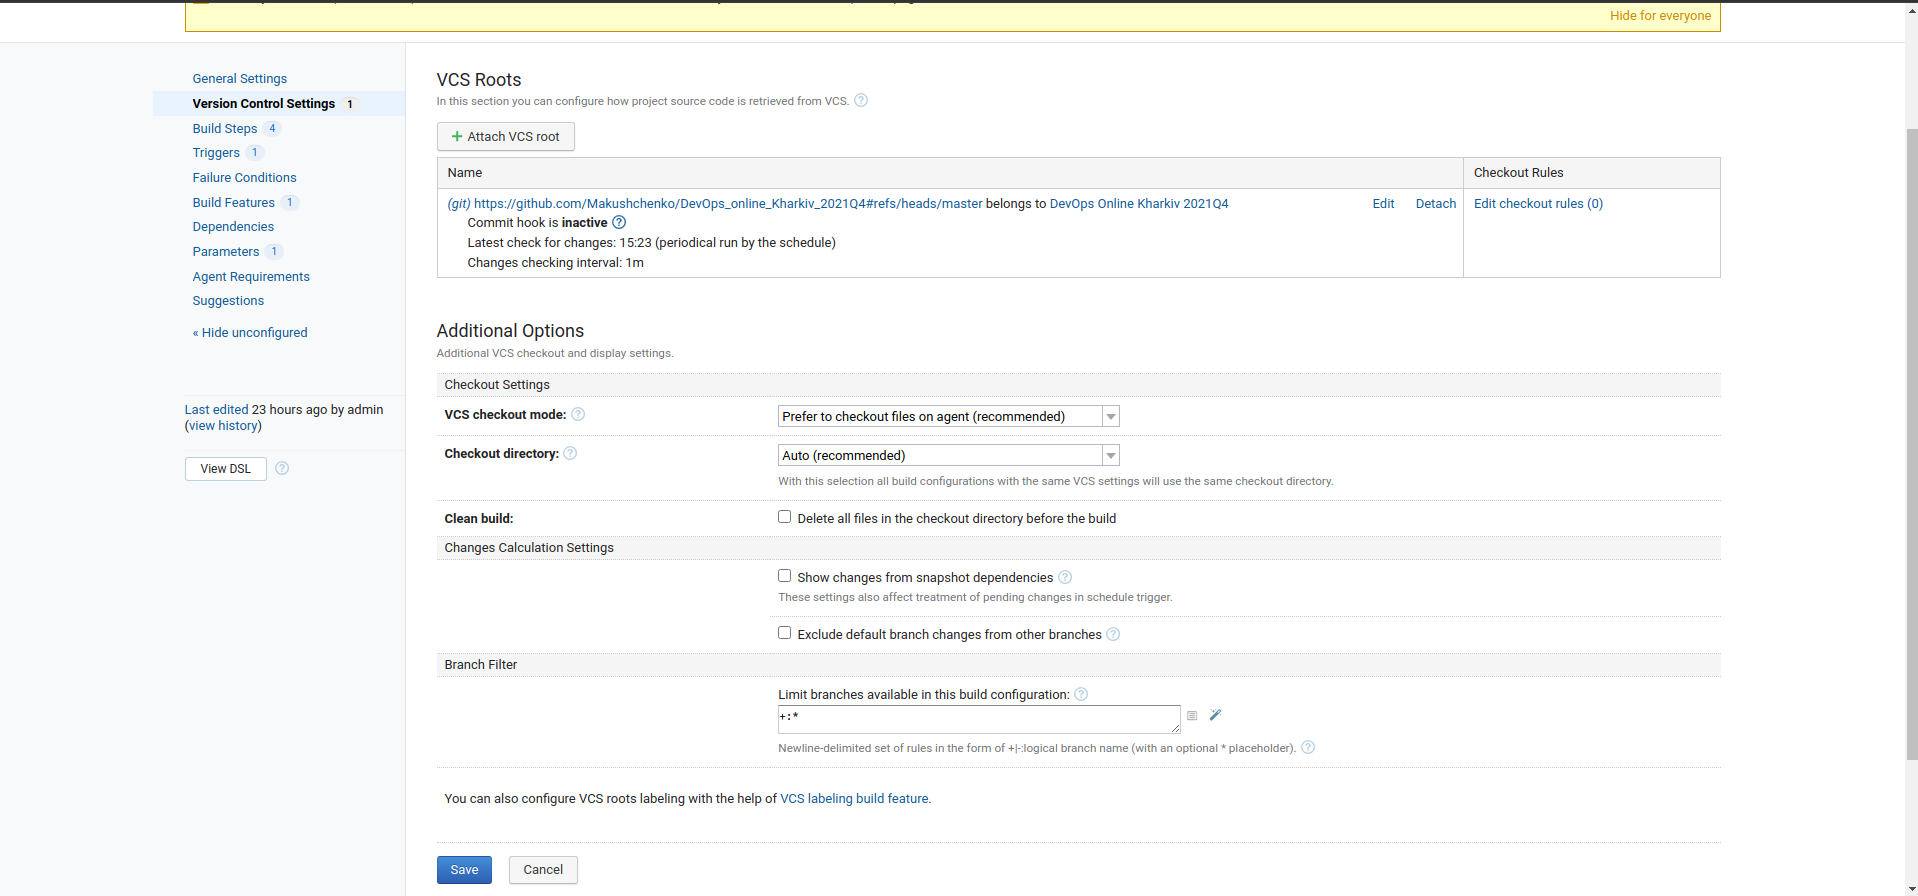 Hide for everyone
General Settings
Version Control Settings 1
Build Steps 4
Triggers 1
Failure Conditions
Build Features 1
Dependencies
Parameters 1
Agent Requirements
Suggestions
« Hide unconfigured
Last edited 23 hours ago by admin
(view history)
View DSL
VCS Roots
In this section you can configure how project source code is retrieved from VCS.
+ Attach VCS root
Name
Checkout Rules
(git) https://github.com/Makushchenko/DevOps_online_Kharkiv_2021Q4#refs/heads/master belongs to DevOps Online Kharkiv 2021Q4
Edit
Detach
Edit checkout rules (0)
Commit hook is inactive
Latest check for changes: 15:23 (periodical run by the schedule)
Changes checking interval: 1m
Additional Options
Additional VCS checkout and display settings.
Checkout Settings
VCS checkout mode:
Prefer to checkout files on agent (recommended)
Checkout directory:
Auto (recommended)
With this selection all build configurations with the same VCS settings will use the same checkout directory.
Clean build:
Delete all files in the checkout directory before the build
Changes Calculation Settings
Show changes from snapshot dependencies
These settings also affect treatment of pending changes in schedule trigger.
Exclude default branch changes from other branches
Branch Filter
Limit branches available in this build configuration:
+:*
Newline-delimited set of rules in the form of +|-:logical branch name (with an optional * placeholder).
You can also configure VCS roots labeling with the help of VCS labeling build feature.
Save
Cancel